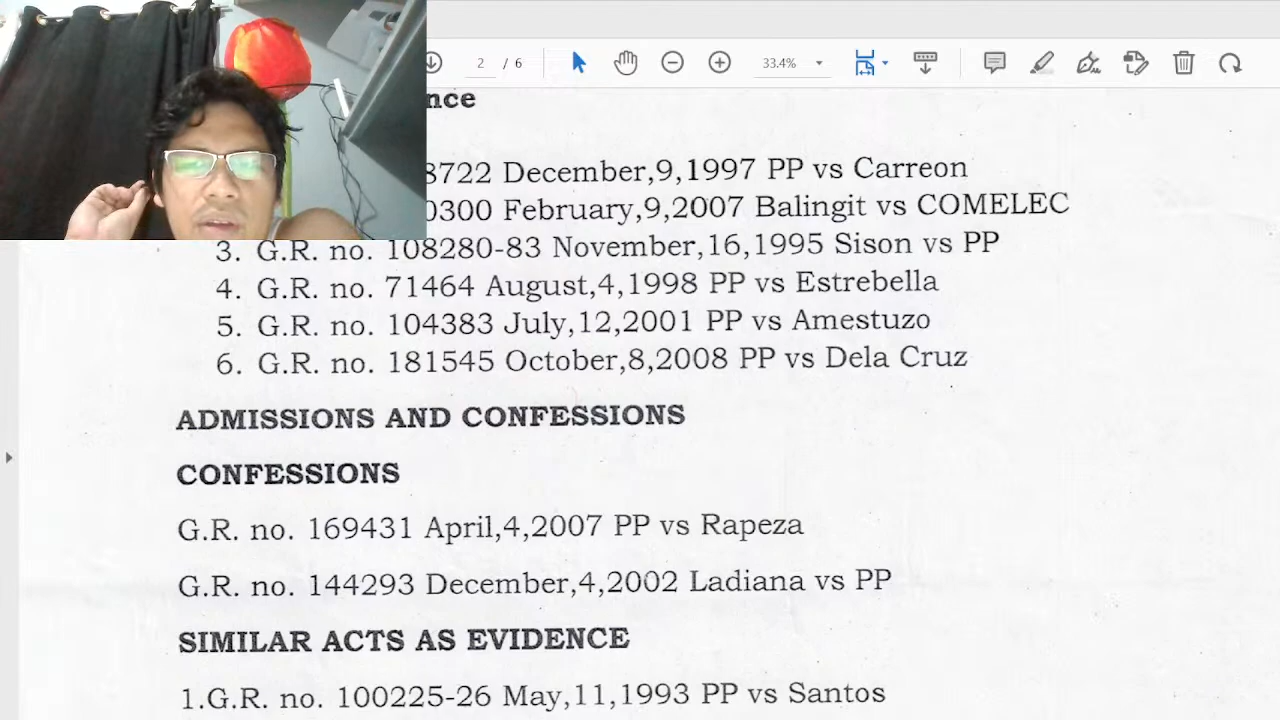 2 / 6
33.4%
nce
8722 December,9,1997 PP vs Carreon
0300 February,9,2007 Balingit vs COMELEC
3. G.R. no. 108280-83 November,16,1995 Sison vs PP
4. G.R. no. 71464 August,4,1998 PP vs Estrebella
5. G.R. no. 104383 July,12,2001 PP vs Amestuzo
6. G.R. no. 181545 October,8,2008 PP vs Dela Cruz
ADMISSIONS AND CONFESSIONS
CONFESSIONS
G.R. no. 169431 April,4,2007 PP vs Rapeza
G.R. no. 144293 December,4,2002 Ladiana vs PP
SIMILAR ACTS AS EVIDENCE
1.G.R. no. 100225-26 May,11,1993 PP vs Santos